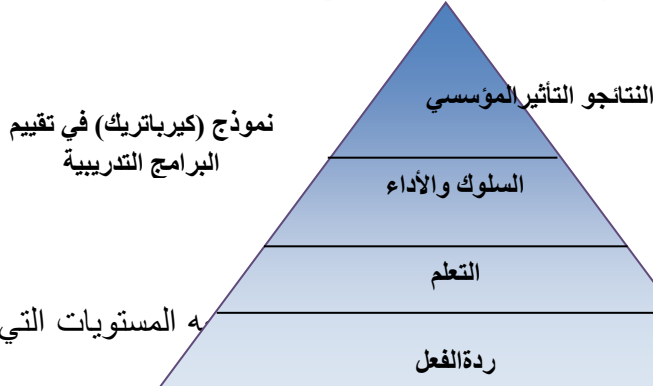 النتائجو التأثيرالمؤسسي
نموذج (كيرباتريك) في تقييم
البرامج التدريبية
السلوك والأداء
التعلم
المستويات التي
ردةالفعل